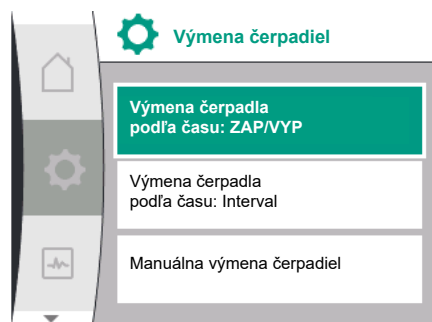 Výmena čerpadiel
Výmena čerpadla
podľa času: ZAP/VYP
Výmena čerpadla
podľa času: Interval
Manuálna výmena čerpadiel